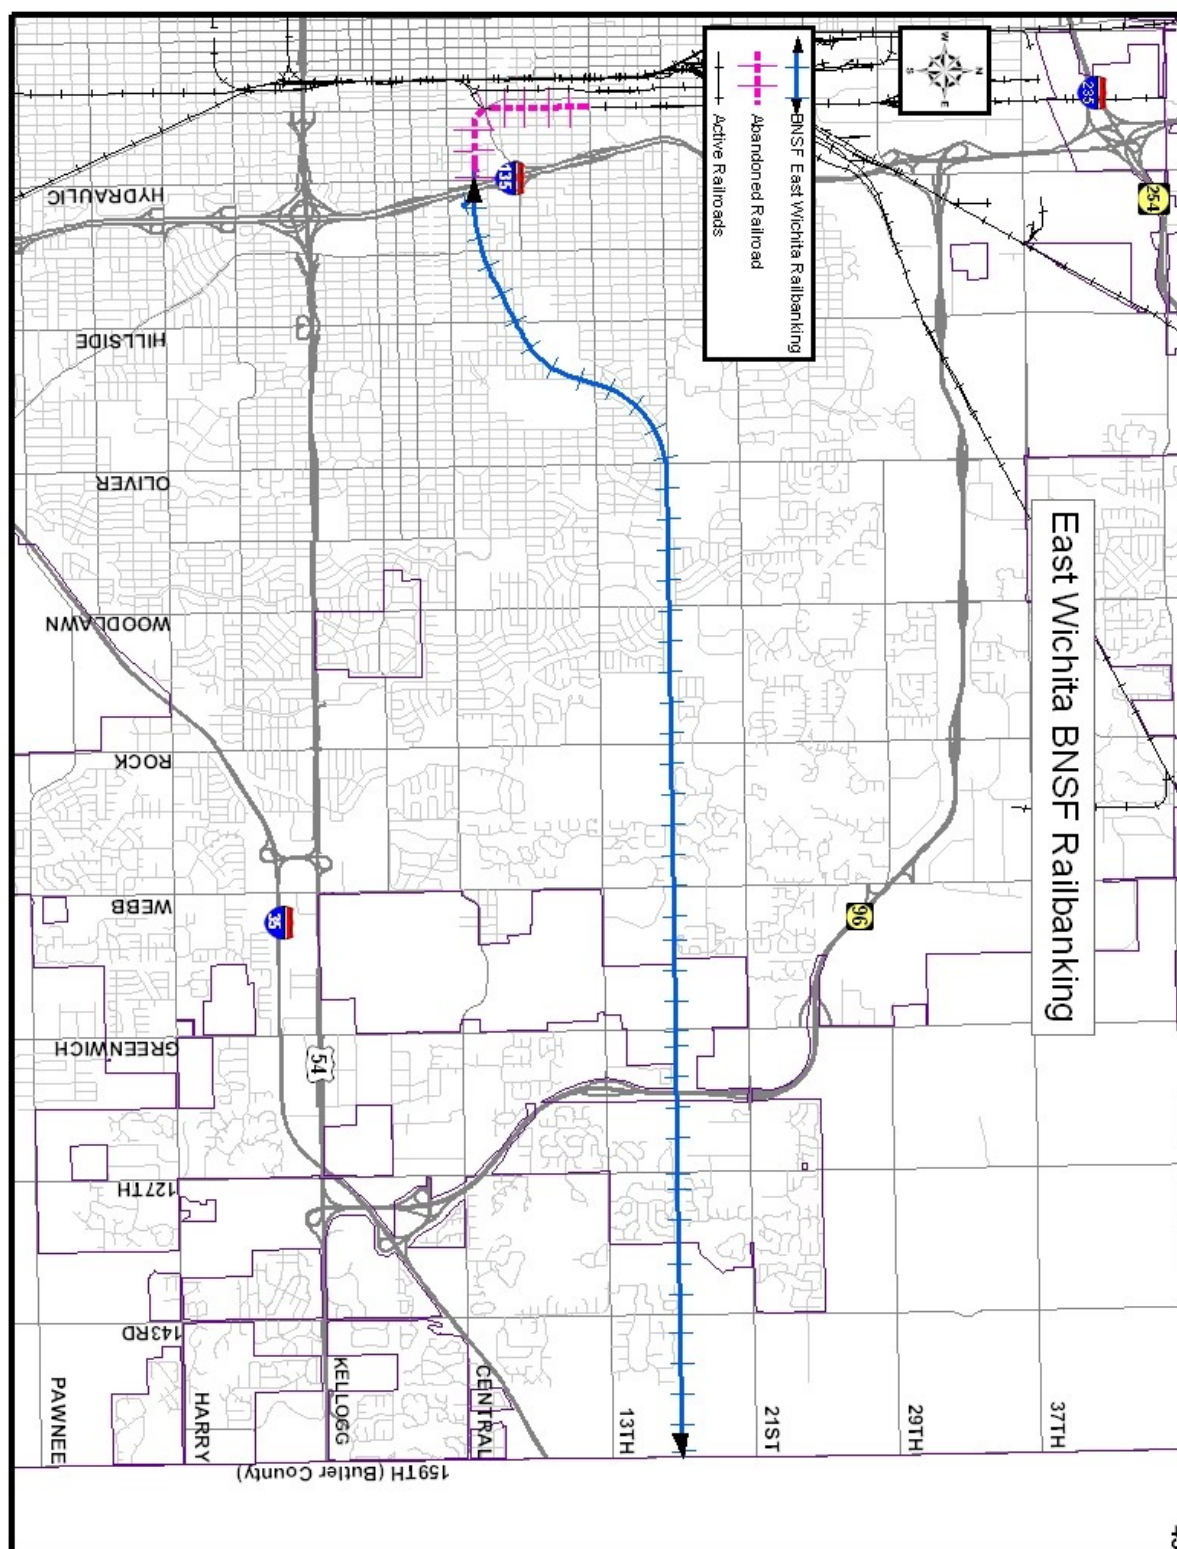 East Wichita BNSF Railbanking
BNSF East Wichita Railbanking
Abandoned Railroad
Active Railroads
W
N
S
E
235
254
135
96
35
54
HYDRAULIC
HILLSIDE
OLIVER
WOODLAWN
ROCK
WEBB
GREENWICH
127TH
143RD
159TH (Butler County)
37TH
29TH
21ST
13TH
CENTRAL
KELLOGG
HARRY
PAWNEE